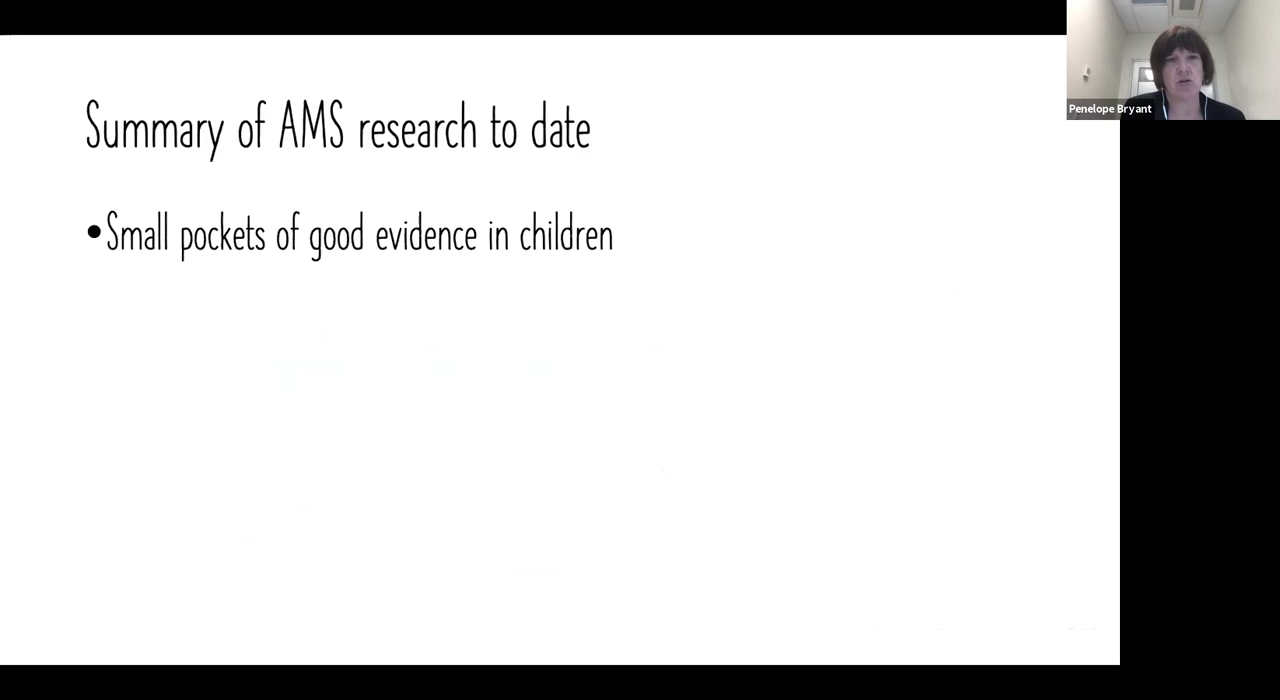 Penelope Bryant
Summary of AMS research to date
•Small pockets of good evidence in children